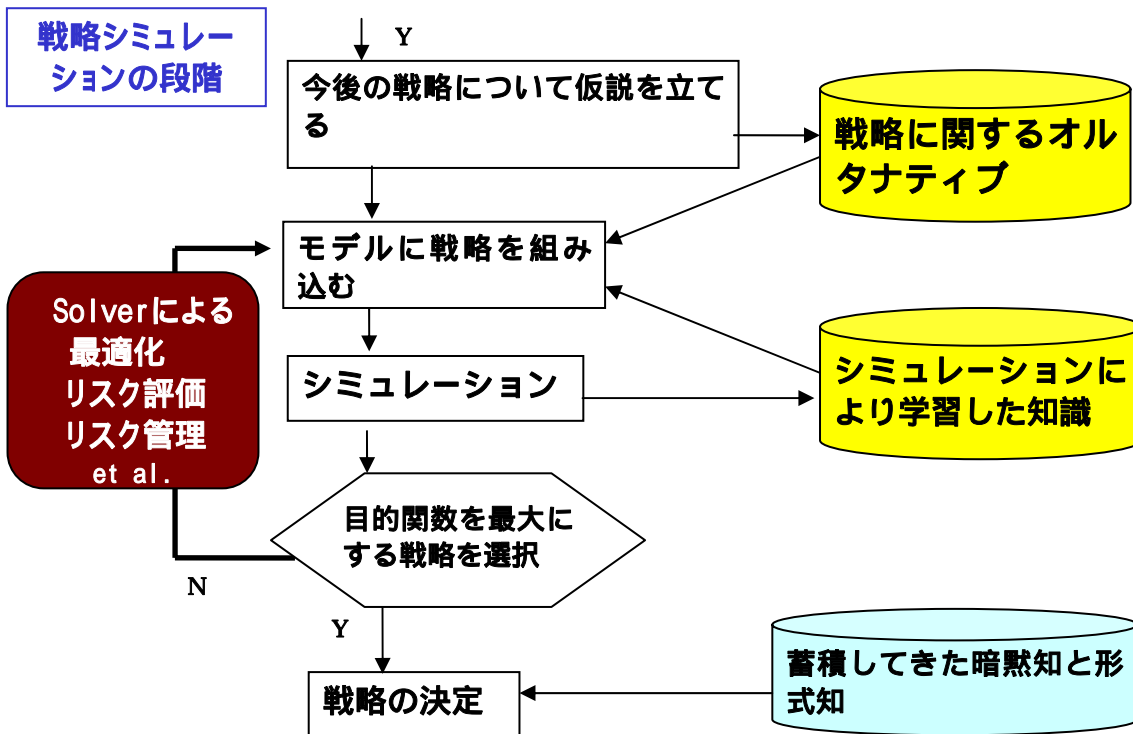 戦略シミュレー
ションの段階
Y
今後の戦略について仮説を立て
る
戦略に関するオル
タナティブ
モデルに戦略を組み
込む
Solverによる
最適化
リスク評価
リスク管理
et al.
シミュレーション
シミュレーションに
より学習した知識
目的関数を最大に
する戦略を選択
N
Y
戦略の決定
蓄積してきた暗黙知と形
式知